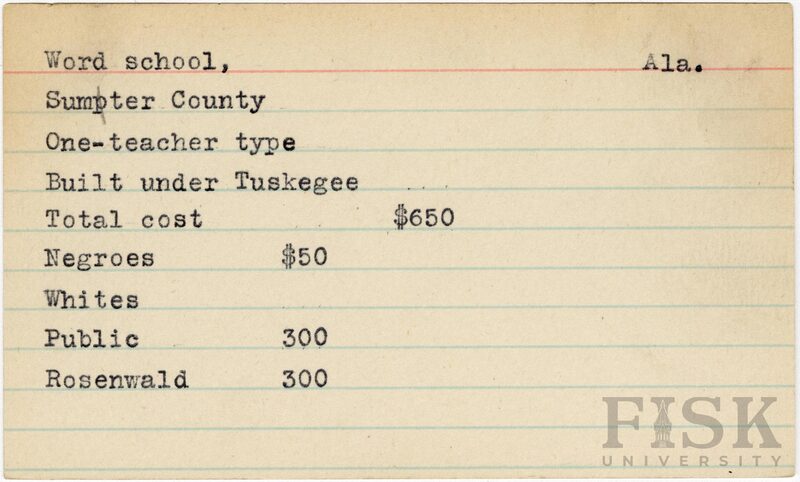 Word school, Ala.
Sumpter County
One-teacher type
Built under Tuskegee
Total cost $650
Negroes $50
Whites
Public 300
Rosenwald 300
FISK
UNIVERSITY